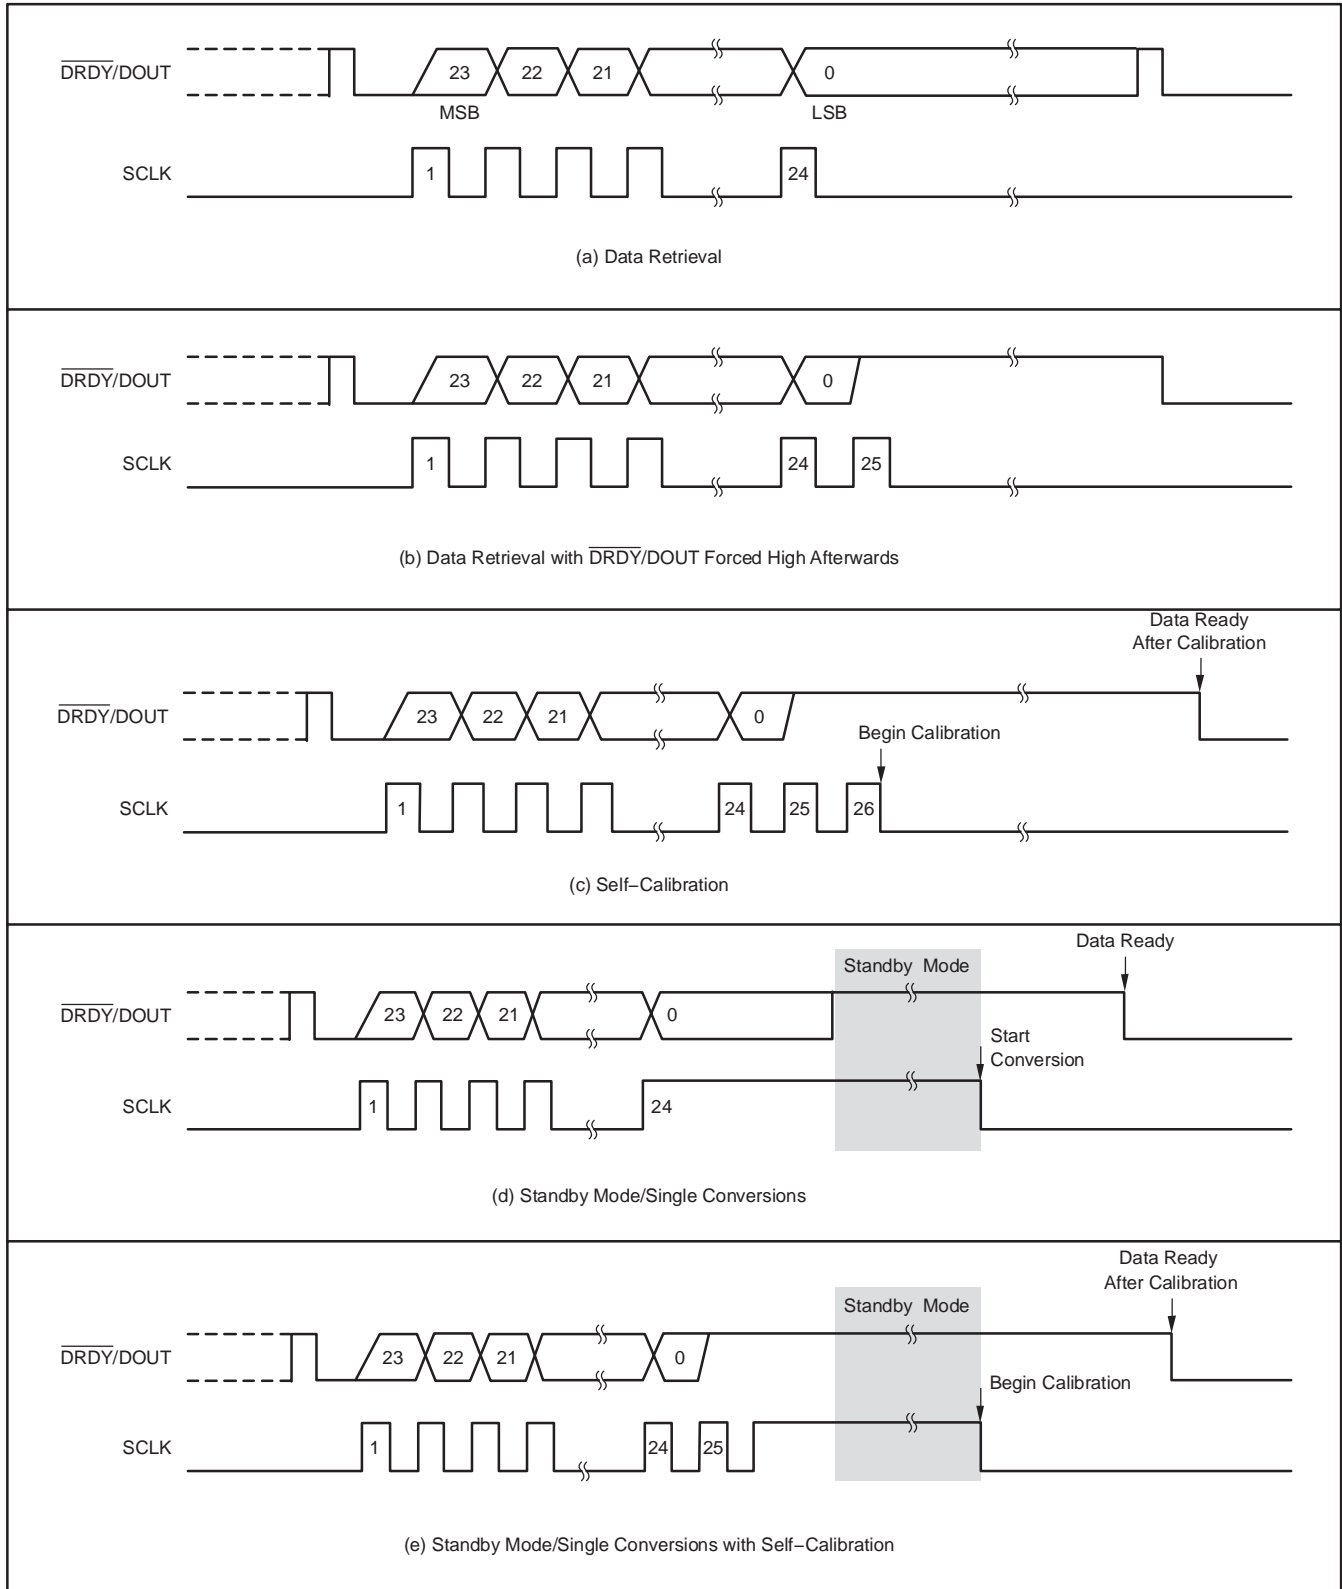 DRDY/DOUT 23 22 21 0
MSB LSB
SCLK 1 24
(a) Data Retrieval
DRDY/DOUT 23 22 21 0
SCLK 1 24 25
(b) Data Retrieval with DRDY/DOUT Forced High Afterwards
Data Ready
After Calibration
DRDY/DOUT 23 22 21 0
Begin Calibration
SCLK 1 24 25 26
(c) Self−Calibration
Data Ready
Standby Mode
DRDY/DOUT 23 22 21 0
Start
Conversion
SCLK 1 24
(d) Standby Mode/Single Conversions
Data Ready
After Calibration
Standby Mode
DRDY/DOUT 23 22 21 0
Begin Calibration
SCLK 1 24 25
(e) Standby Mode/Single Conversions with Self−Calibration